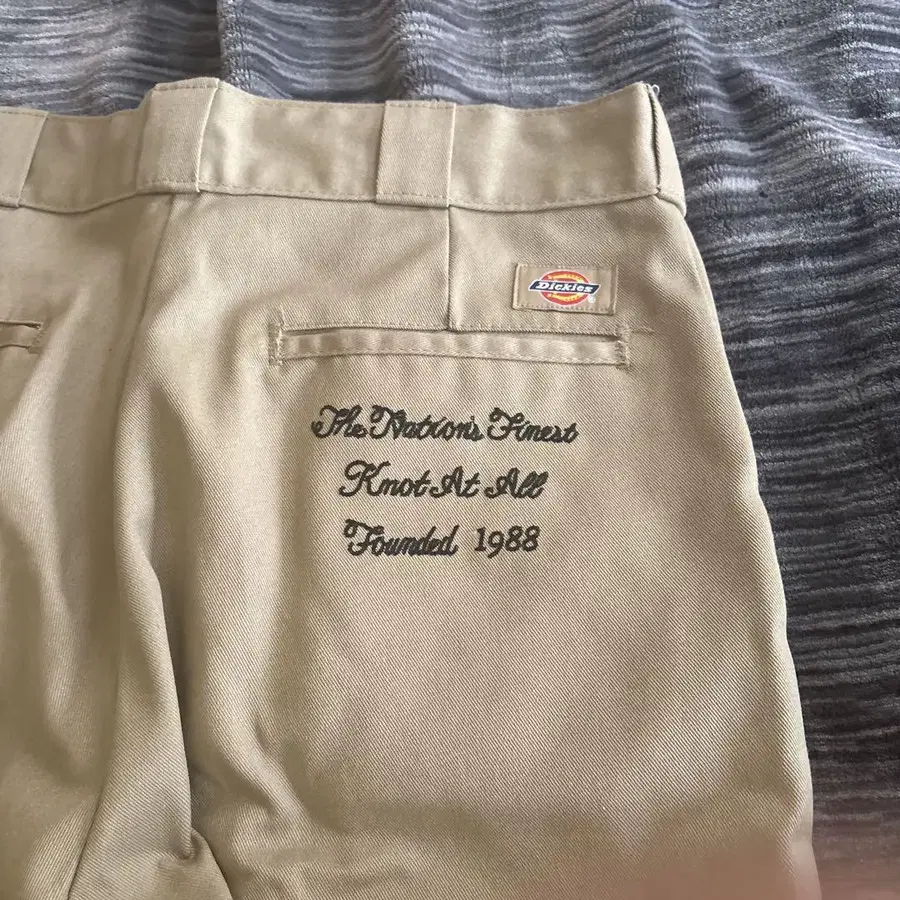 Dickies
The Nation's Finest
Knot At All
Founded 1988